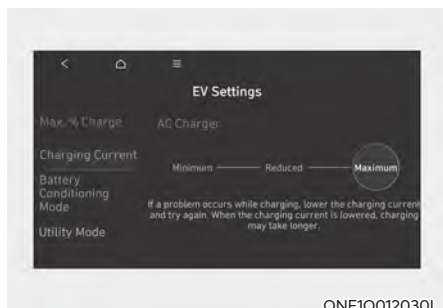 EV Settings
Max. % Charge
AC Charger
Charging Current
Minimum
Reduced
Maximum
Battery
Conditioning
Mode
Utility Mode
If a problem occurs while charging, lower the charging current
and try again. When the charging current is lowered, charging
may take longer.
ONE1Q012030L